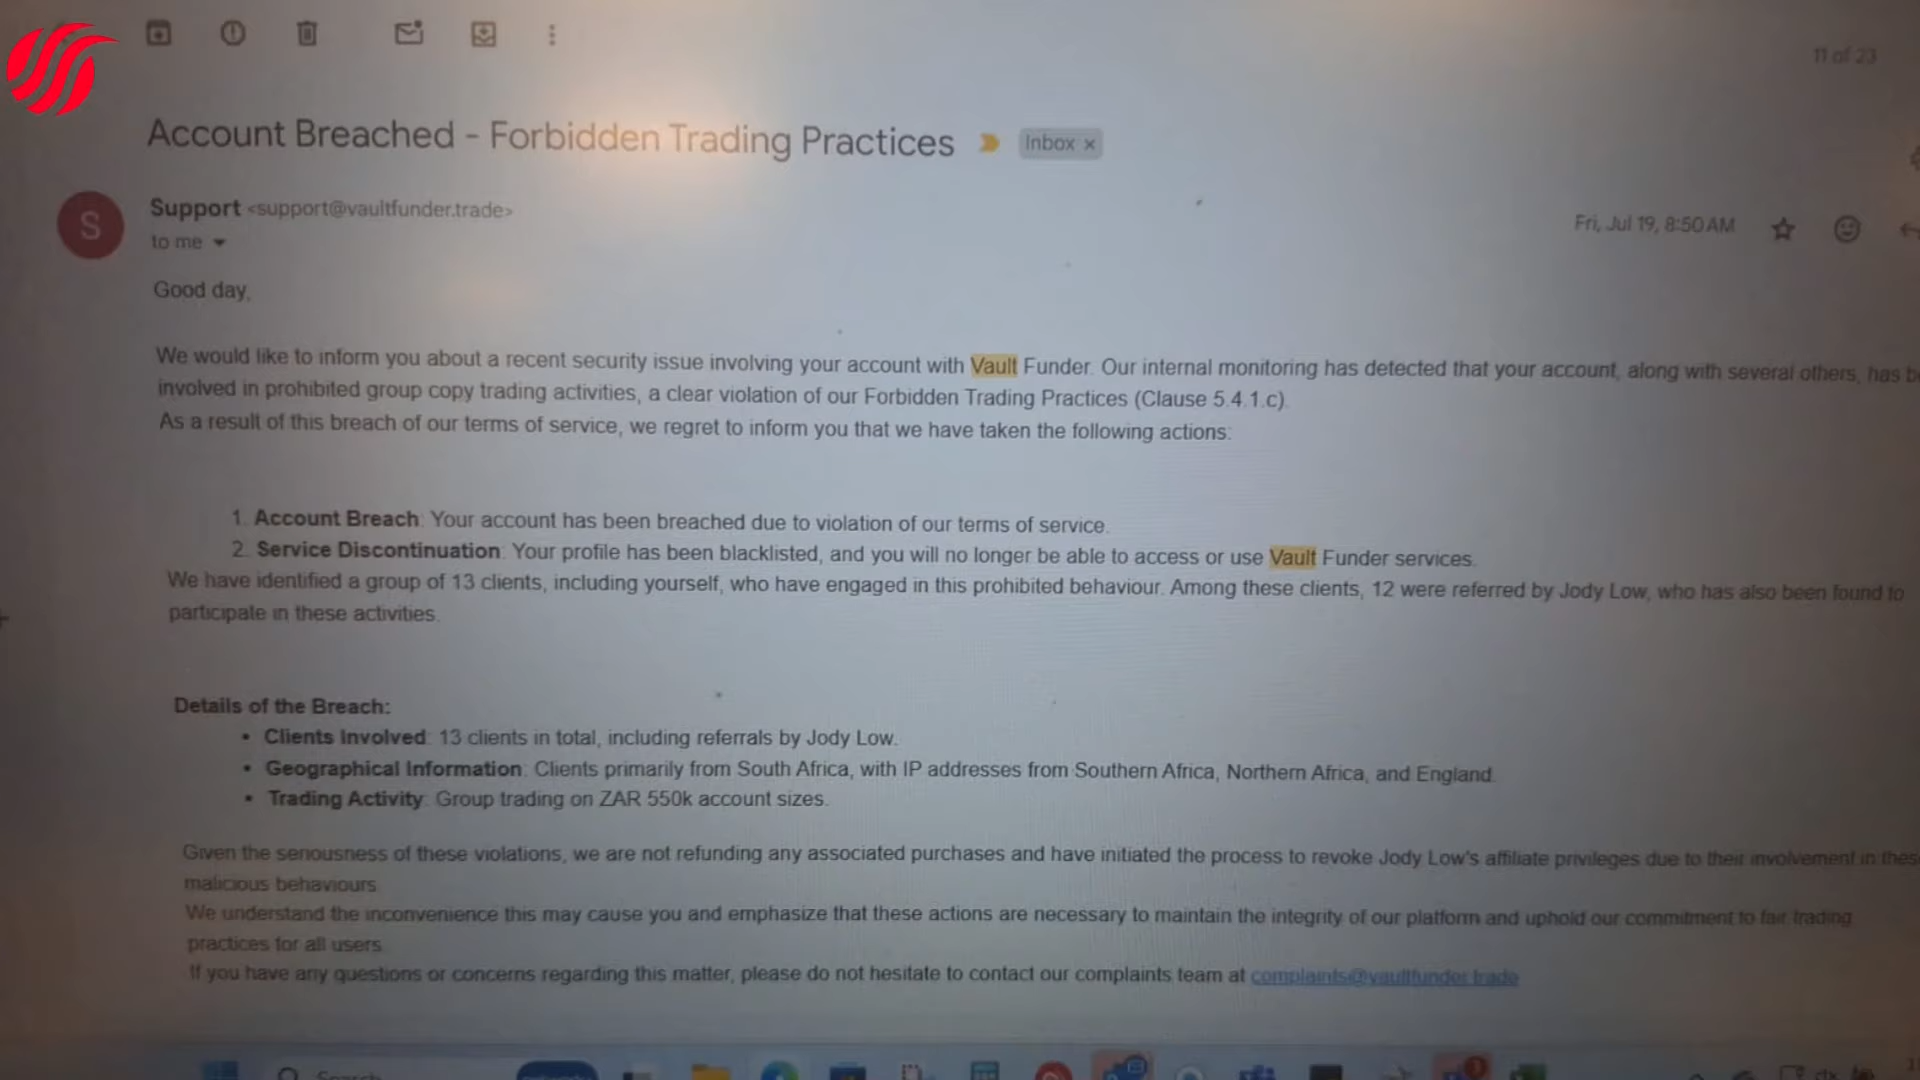 11 of 23
Account Breached - Forbidden Trading Practices Inbox ×
S
Support <support@vaultfunder.trade>
Fri, Jul 19, 8:50 AM
to me
Good day,
We would like to inform you about a recent security issue involving your account with Vault Funder. Our internal monitoring has detected that your account, along with several others, has
involved in prohibited group copy trading activities, a clear violation of our Forbidden Trading Practices (Clause 5.4.1.c).
As a result of this breach of our terms of service, we regret to inform you that we have taken the following actions:
1. Account Breach: Your account has been breached due to violation of our terms of service.
2. Service Discontinuation: Your profile has been blacklisted, and you will no longer be able to access or use Vault Funder services.
We have identified a group of 13 clients, including yourself, who have engaged in this prohibited behaviour. Among these clients, 12 were referred by Jody Low, who has also been found to
participate in these activities.
Details of the Breach:
• Clients Involved: 13 clients in total, including referrals by Jody Low.
• Geographical Information: Clients primarily from South Africa, with IP addresses from Southern Africa, Northern Africa, and England.
• Trading Activity: Group trading on ZAR 550k account sizes.
Given the seriousness of these violations, we are not refunding any associated purchases and have initiated the process to revoke Jody Low's affiliate privileges due to their involvement in
malicious behaviours.
We understand the inconvenience this may cause you and emphasize that these actions are necessary to maintain the integrity of our platform and uphold our commitment to fair trading
practices for all users.
If you have any questions or concerns regarding this matter, please do not hesitate to contact our complaints team at complaints@vaultfunder.trade
Search